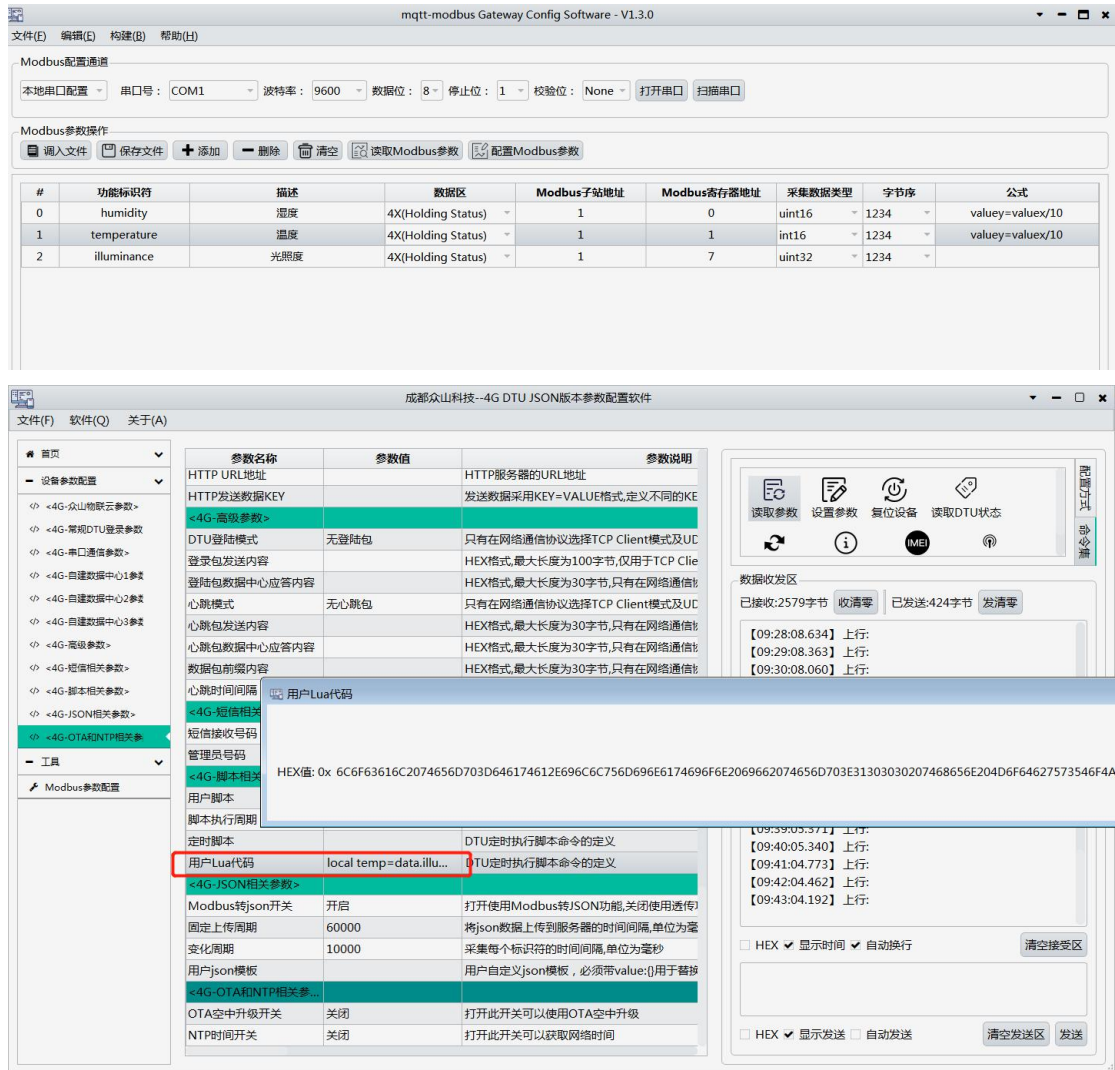 mqtt-modbus Gateway Config Software - V1.3.0
文件(F) 编辑(E) 构建(B) 帮助(H)
Modbus配置通道
本地串口配置 串口号： COM1 波特率： 9600 数据位： 8 停止位： 1 校验位： None 打开串口 扫描串口
Modbus参数操作
调入文件 保存文件 添加 删除 清空 读取Modbus参数 配置Modbus参数
# 功能标识符 描述 数据区 Modbus子站地址 Modbus寄存器地址 采集数据类型 字节序 公式
0 humidity 湿度 4X(Holding Status) 1 0 uint16 1234 valuey=valuex/10
1 temperature 温度 4X(Holding Status) 1 1 int16 1234 valuey=valuex/10
2 illuminance 光照度 4X(Holding Status) 1 7 uint32 1234
成都众山科技--4G DTU JSON版本参数配置软件
文件(F) 软件(Q) 关于(A)
首页
设备参数配置
<4G-众山物联云参数>
<4G-常规DTU登录参数
<4G-串口通信参数>
<4G-自建数据中心1参数
<4G-自建数据中心2参数
<4G-自建数据中心3参数
<4G-高级参数>
<4G-短信相关参数>
<4G-脚本相关参数>
<4G-JSON相关参数>
<4G-OTA和NTP相关参
工具
Modbus参数配置
参数名称 参数值 参数说明
HTTP URL地址 HTTP服务器的URL地址
HTTP发送数据KEY 发送数据采用KEY=VALUE格式,定义不同的KE
<4G-高级参数>
DTU登陆模式 无登陆包 只有在网络通信协议选择TCP Client模式及UD
登录包发送内容 HEX格式,最大长度为100字节,仅用于TCP Clie
登陆包数据中心应答内容 HEX格式,最大长度为30字节,只有在网络通信协
心跳模式 无心跳包 只有在网络通信协议选择TCP Client模式及UD
心跳包发送内容 HEX格式,最大长度为30字节,只有在网络通信协
心跳包数据中心应答内容 HEX格式,最大长度为30字节,只有在网络通信协
数据包前缀内容 HEX格式,最大长度为30字节,只有在网络通信协
心跳时间间隔
<4G-短信相关
短信接收号码
管理员号码
<4G-脚本相关
用户脚本
脚本执行周期
定时脚本 DTU定时执行脚本命令的定义
用户Lua代码 local temp=data.illu... DTU定时执行脚本命令的定义
<4G-JSON相关参数>
Modbus转json开关 开启 打开使用Modbus转JSON功能,关闭使用透传
固定上传周期 60000 将json数据上传到服务器的时间间隔,单位为毫
变化周期 10000 采集每个标识符的时间间隔,单位为毫秒
用户json模板 用户自定义json模板，必须带value:{}用于替换
<4G-OTA和NTP相关参...
OTA空中升级开关 关闭 打开此开关可以使用OTA空中升级
NTP时间开关 关闭 打开此开关可以获取网络时间
用户Lua代码
HEX值: 0x 6C6F63616C2074656D703D646174612E696C6C756D696E6174696F6E2069662074656D703E31303030207468656E204D6F64627573546F4A
读取参数 设置参数 复位设备 读取DTU状态
IMEI
配置方式
命令集
数据收发区
已接收:2579字节 收清零 已发送:424字节 发清零
【09:28:08.634】上行:
【09:29:08.363】上行:
【09:30:08.060】上行:
【09:39:05.371】上行:
【09:40:05.340】上行:
【09:41:04.773】上行:
【09:42:04.462】上行:
【09:43:04.192】上行:
HEX 显示时间 自动换行 清空接受区
HEX 显示发送 自动发送 清空发送区 发送